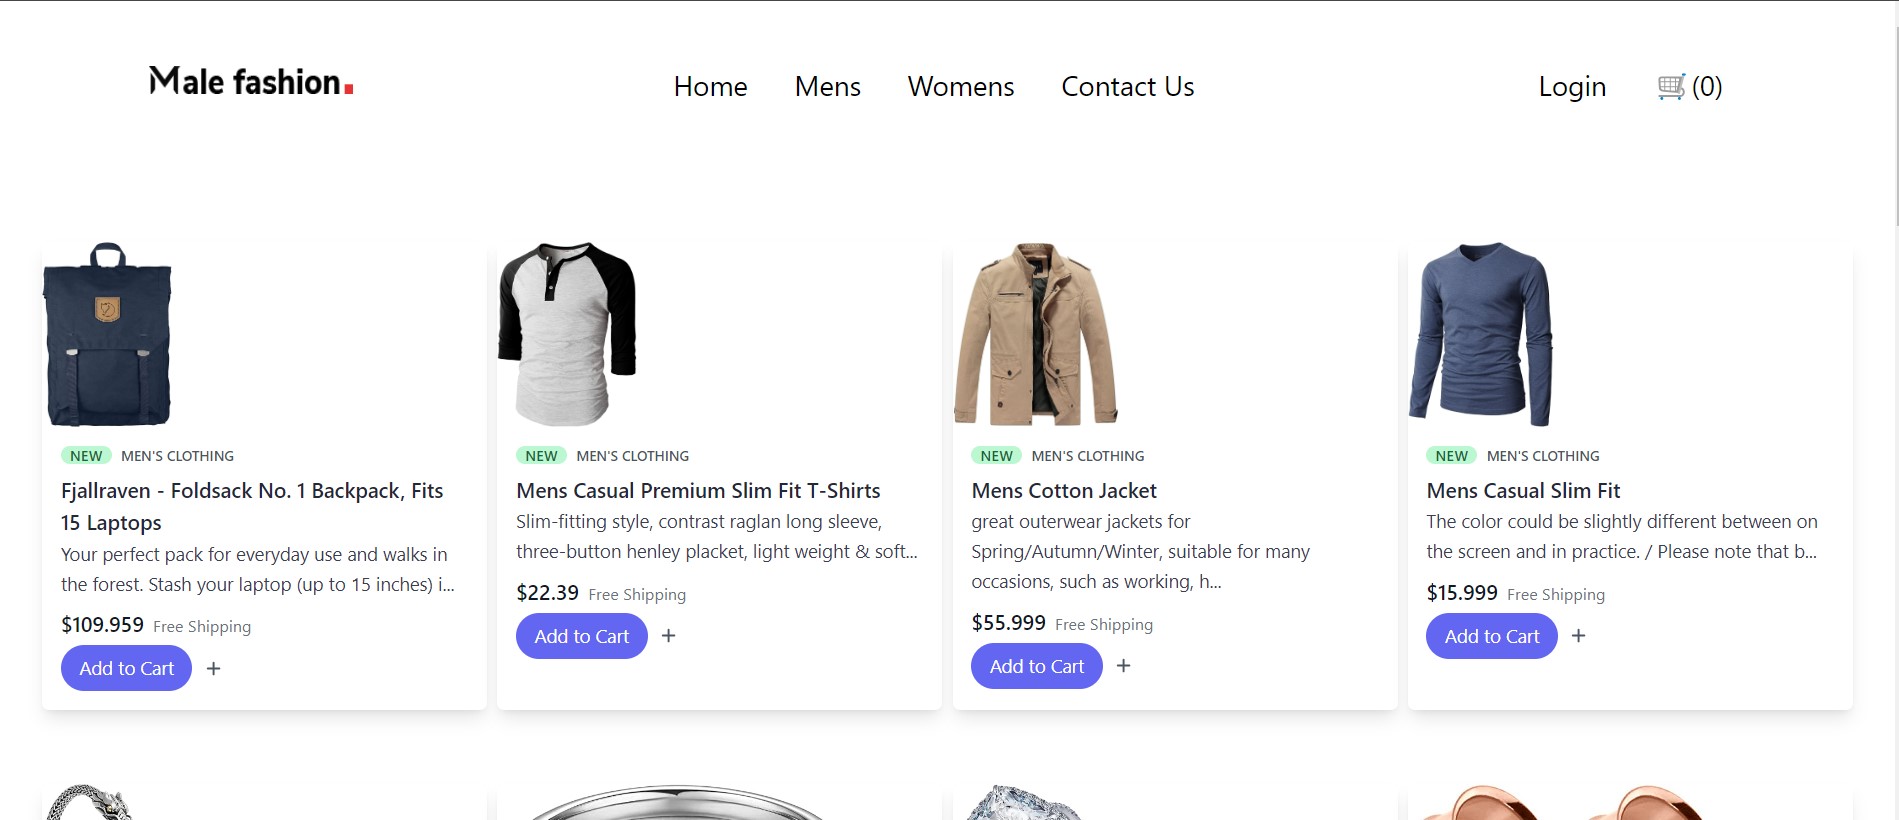 Male fashion.
Home Mens Womens Contact Us
Login (0)
NEW MEN'S CLOTHING
Fjallraven - Foldsack No. 1 Backpack, Fits
15 Laptops
Your perfect pack for everyday use and walks in
the forest. Stash your laptop (up to 15 inches) i...
$109.959 Free Shipping
Add to Cart +
NEW MEN'S CLOTHING
Mens Casual Premium Slim Fit T-Shirts
Slim-fitting style, contrast raglan long sleeve,
three-button henley placket, light weight & soft...
$22.39 Free Shipping
Add to Cart +
NEW MEN'S CLOTHING
Mens Cotton Jacket
great outerwear jackets for
Spring/Autumn/Winter, suitable for many
occasions, such as working, h...
$55.999 Free Shipping
Add to Cart +
NEW MEN'S CLOTHING
Mens Casual Slim Fit
The color could be slightly different between on
the screen and in practice. / Please note that b...
$15.999 Free Shipping
Add to Cart +